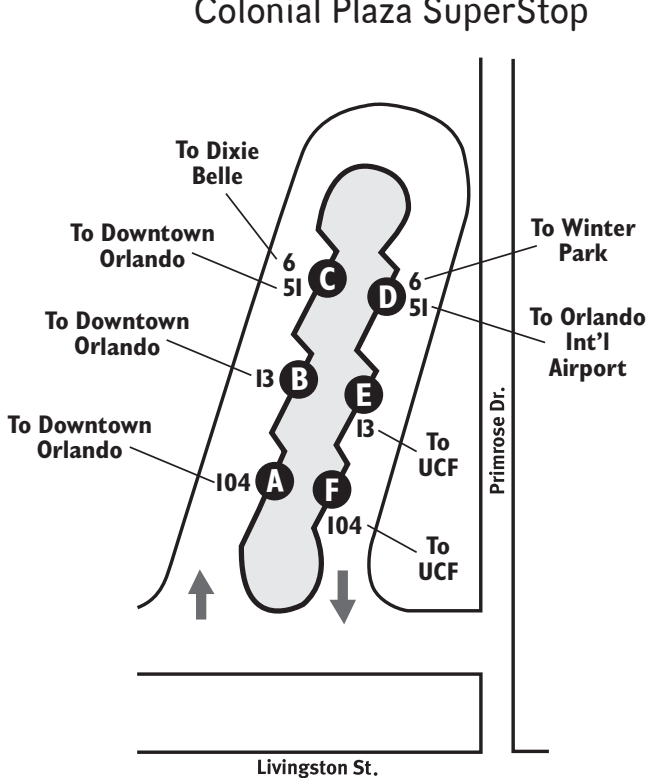 Colonial Plaza SuperStop
To Dixie
Belle
To Downtown
Orlando
6
51
C
D
6
51
To Winter
Park
To Orlando
Int'l
Airport
To Downtown
Orlando
13
B
E
13
To
UCF
Primrose Dr.
To Downtown
Orlando
104
A
F
104
To
UCF
Livingston St.